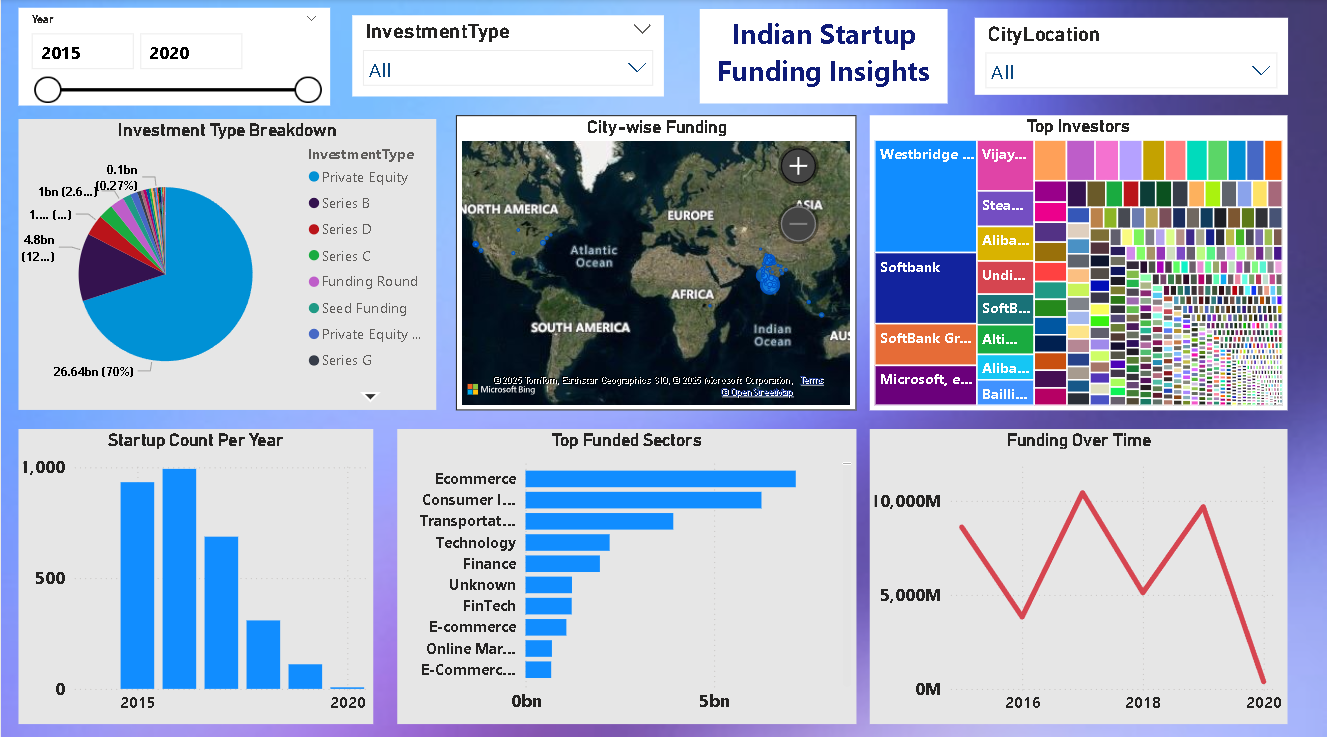 Year
2015
2020
InvestmentType
All
Indian Startup
Funding Insights
CityLocation
All
Investment Type Breakdown
0.1bn
(0.27%)
1bn (2.6...)
1.... (...)
4.8bn
(12...)
26.64bn (70%)
InvestmentType
Private Equity
Series B
Series D
Series C
Funding Round
Seed Funding
Private Equity ...
Series G
City-wise Funding
NORTH AMERICA
EUROPE
ASIA
Atlantic
Ocean
AFRICA
SOUTH AMERICA
Indian
Ocean
AUS
© 2025 TomTom, Earthstar Geographics SIO, © 2025 Microsoft Corporation, Terms
Microsoft Bing
© OpenStreetMap
Top Investors
Westbridge ...
Softbank
SoftBank Gr...
Microsoft, e...
Vijay...
Stea...
Aliba...
Undi...
SoftB...
Alti...
Aliba...
Bailli...
Startup Count Per Year
1,000
500
0
2015
2020
Top Funded Sectors
Ecommerce
Consumer I...
Transportat...
Technology
Finance
Unknown
FinTech
E-commerce
Online Mar...
E-Commerc...
0bn
5bn
Funding Over Time
10,000M
5,000M
0M
2016
2018
2020